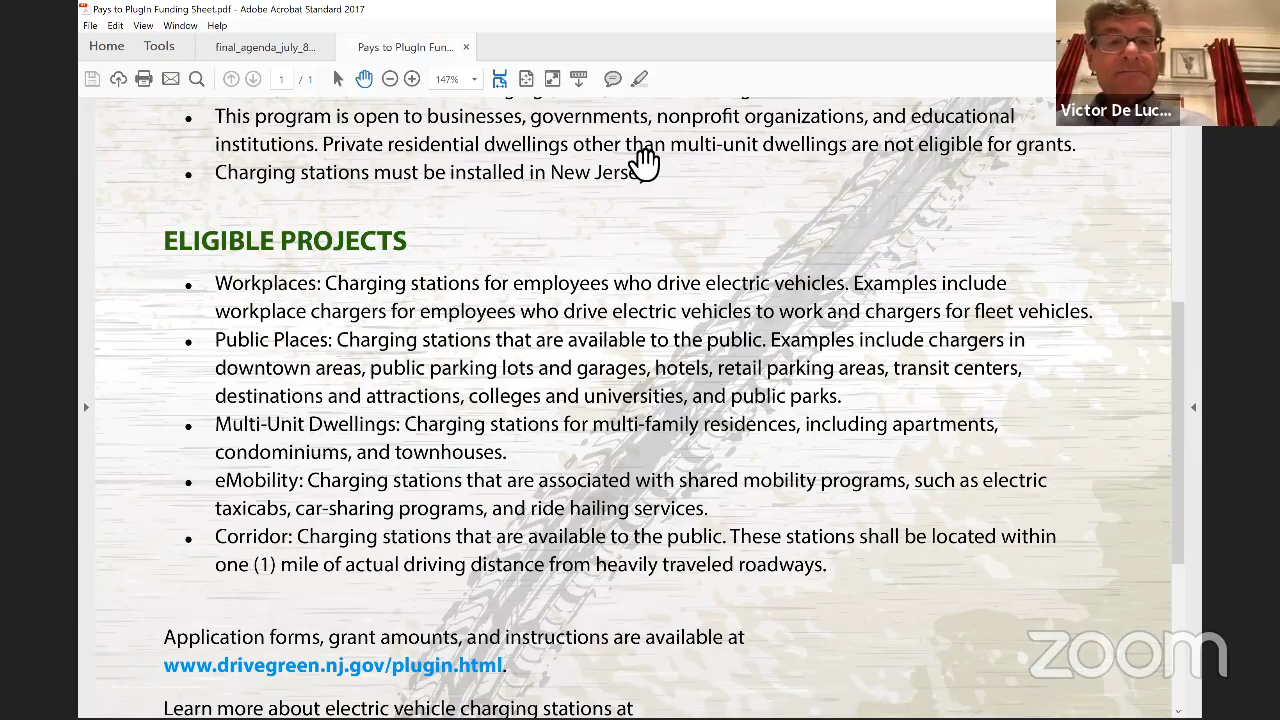 Pays to PlugIn Funding Sheet.pdf - Adobe Acrobat Standard 2017
File Edit View Window Help
Home Tools final_agenda_july_8... Pays to PlugIn Fun... ×
1 / 1 147%
Victor De Luc...
• This program is open to businesses, governments, nonprofit organizations, and educational
institutions. Private residential dwellings other than multi-unit dwellings are not eligible for grants.
• Charging stations must be installed in New Jersey
ELIGIBLE PROJECTS
• Workplaces: Charging stations for employees who drive electric vehicles. Examples include
workplace chargers for employees who drive electric vehicles to work and chargers for fleet vehicles.
• Public Places: Charging stations that are available to the public. Examples include chargers in
downtown areas, public parking lots and garages, hotels, retail parking areas, transit centers,
destinations and attractions, colleges and universities, and public parks.
• Multi-Unit Dwellings: Charging stations for multi-family residences, including apartments,
condominiums, and townhouses.
• eMobility: Charging stations that are associated with shared mobility programs, such as electric
taxicabs, car-sharing programs, and ride hailing services.
• Corridor: Charging stations that are available to the public. These stations shall be located within
one (1) mile of actual driving distance from heavily traveled roadways.
Application forms, grant amounts, and instructions are available at
www.drivegreen.nj.gov/plugin.html.
Learn more about electric vehicle charging stations at
zoom